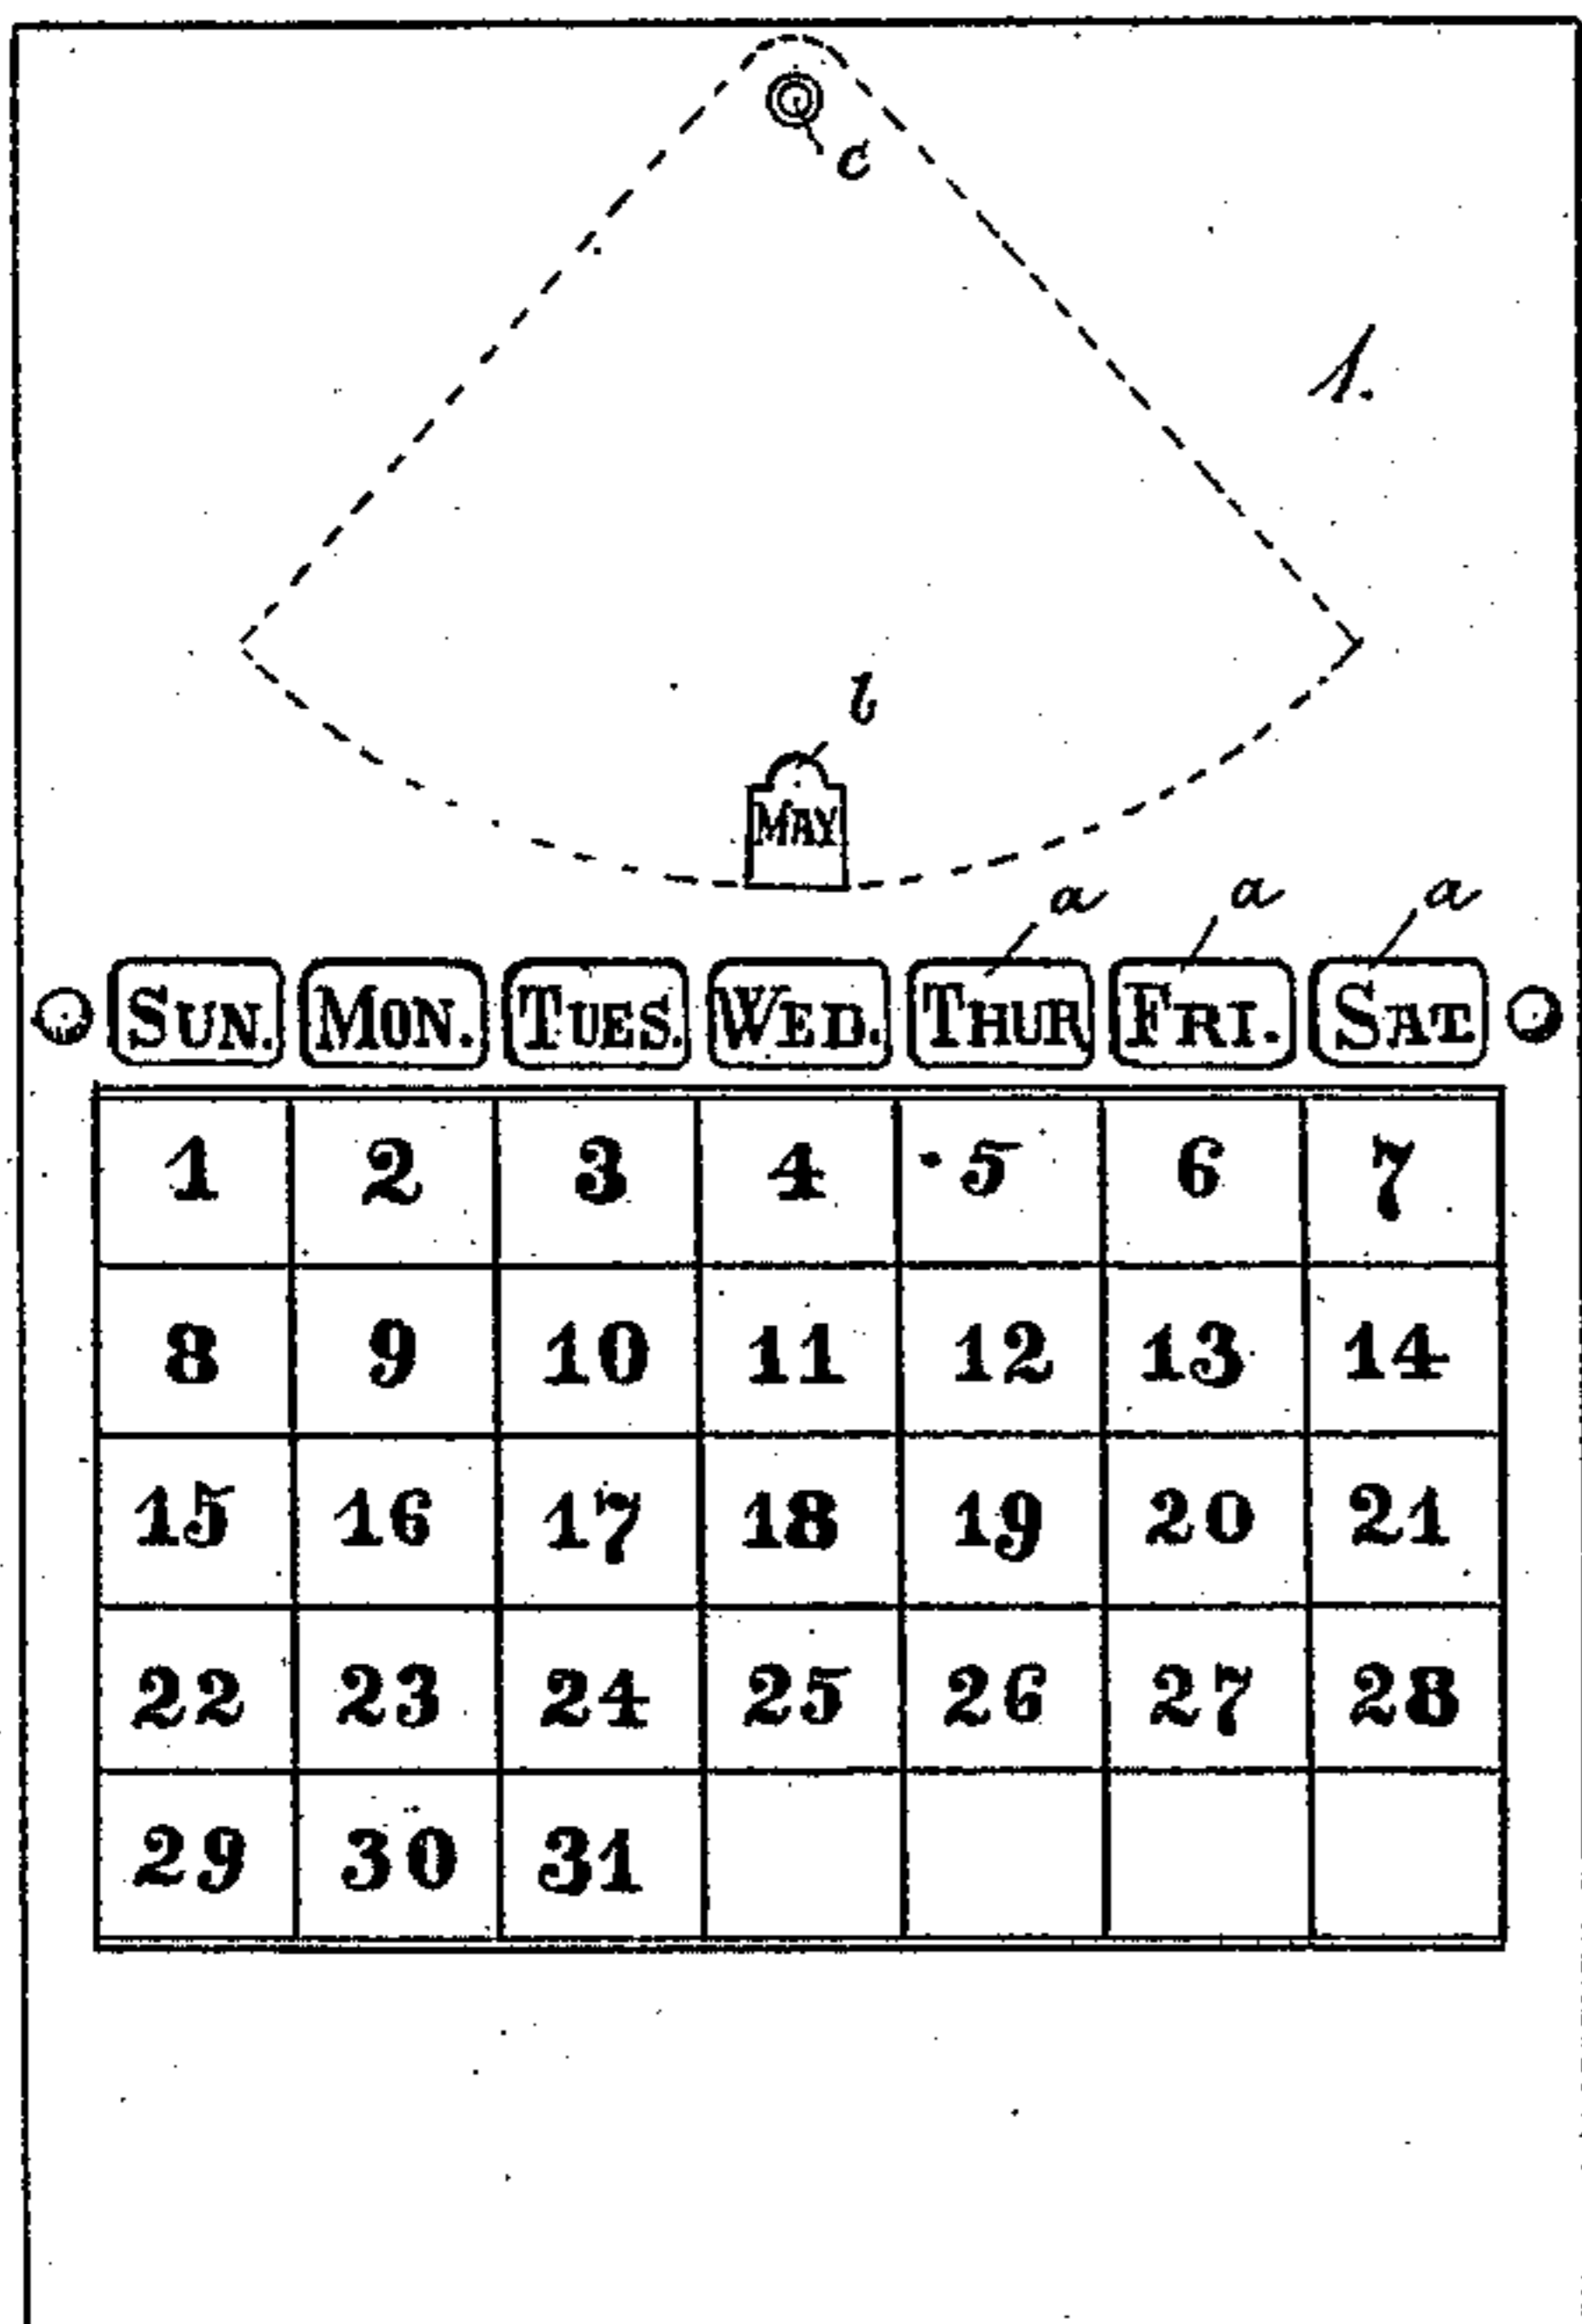 c
1.
l
MAY
a a a
SUN. MON. TUES. WED. THUR FRI. SAT.
1 2 3 4 5 6 7
8 9 10 11 12 13 14
15 16 17 18 19 20 21
22 23 24 25 26 27 28
29 30 31